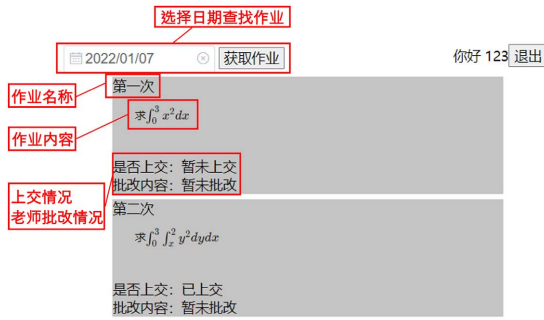 选择日期查找作业
2022/01/07 获取作业
你好 123 退出
作业名称
第一次
作业内容
求∫₀³ x²dx
上交情况
老师批改情况
是否上交：暂未上交
批改内容：暂未批改
第二次
求∫₀³ ∫ₓ² y²dydx
是否上交：已上交
批改内容：暂未批改